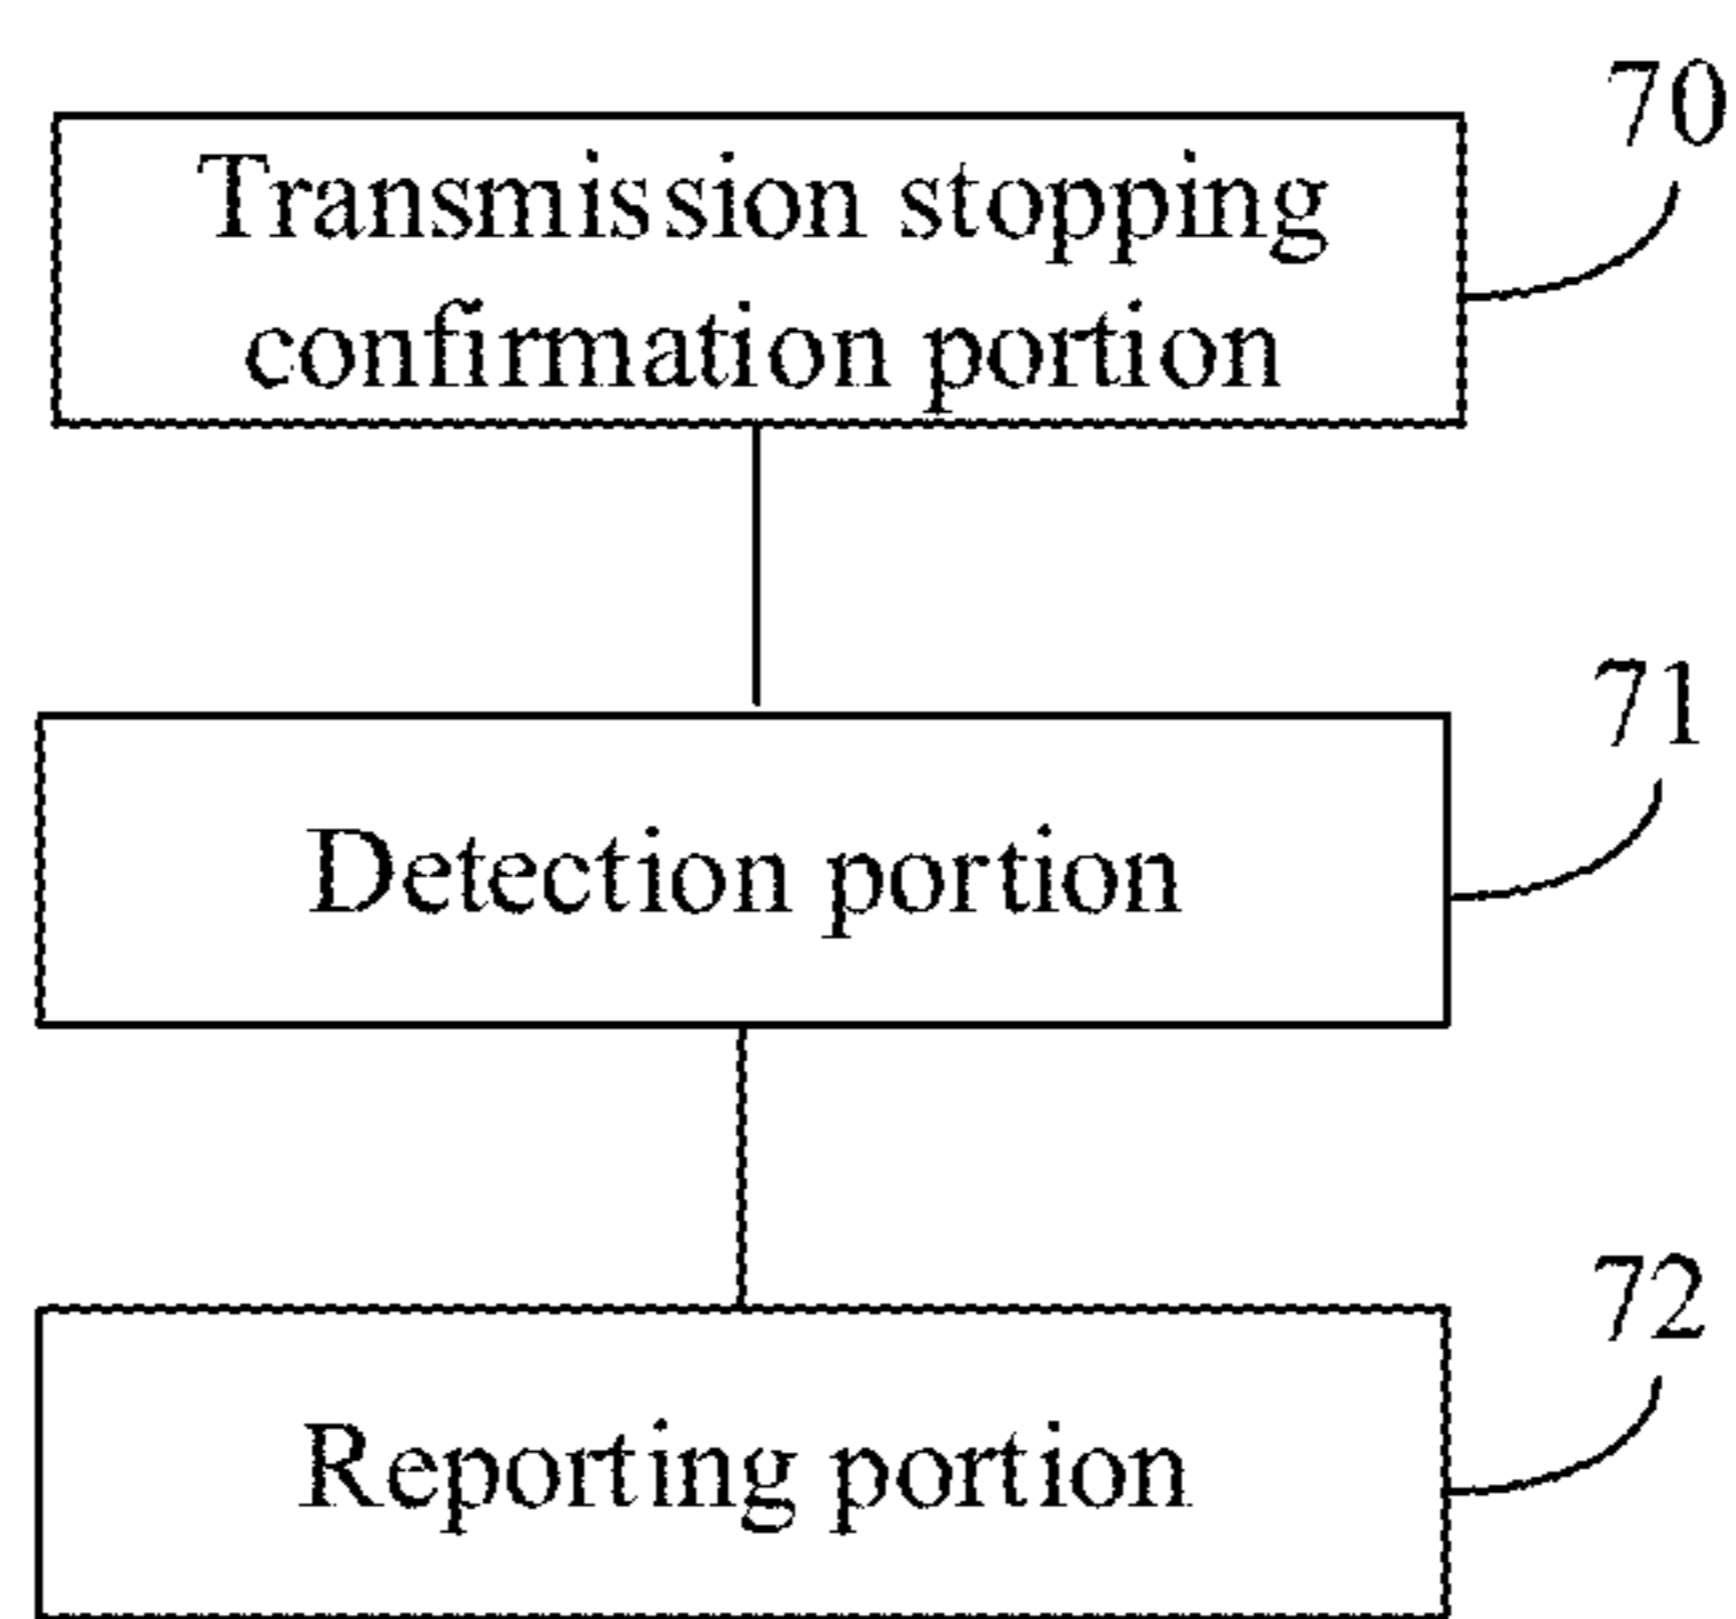 70
Transmission stopping
confirmation portion
71
Detection portion
72
Reporting portion